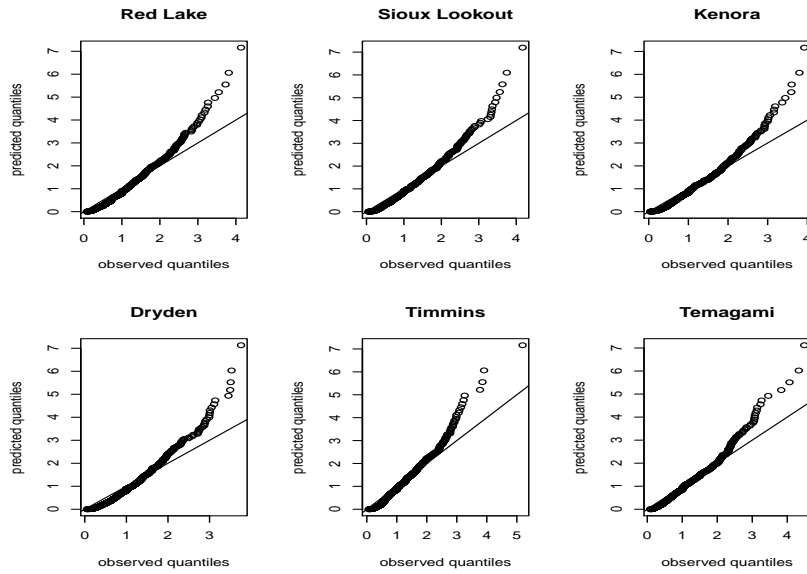 Red Lake
Sioux Lookout
Kenora
predicted quantiles
0 1 2 3 4 5 6 7
0 1 2 3 4
observed quantiles
predicted quantiles
0 1 2 3 4 5 6 7
0 1 2 3 4
observed quantiles
predicted quantiles
0 1 2 3 4 5 6 7
0 1 2 3 4
observed quantiles
Dryden
Timmins
Temagami
predicted quantiles
0 1 2 3 4 5 6 7
0 1 2 3
observed quantiles
predicted quantiles
0 1 2 3 4 5 6 7
0 1 2 3 4 5
observed quantiles
predicted quantiles
0 1 2 3 4 5 6 7
0 1 2 3 4
observed quantiles